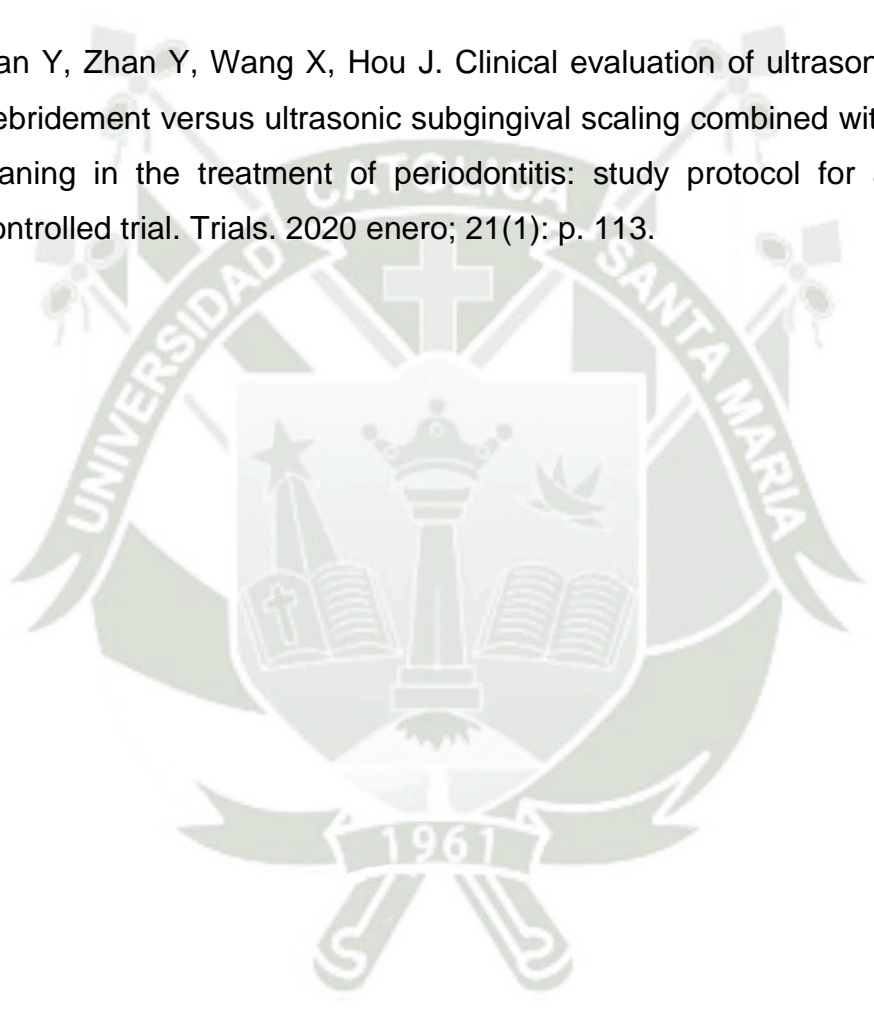 an Y, Zhan Y, Wang X, Hou J. Clinical evaluation of ultrason
ebridement versus ultrasonic subgingival scaling combined wit
aning in the treatment of periodontitis: study protocol for a
ontrolled trial. Trials. 2020 enero; 21(1): p. 113.
UNIVERSIDAD CATOLICA SANTA MARIA
1961